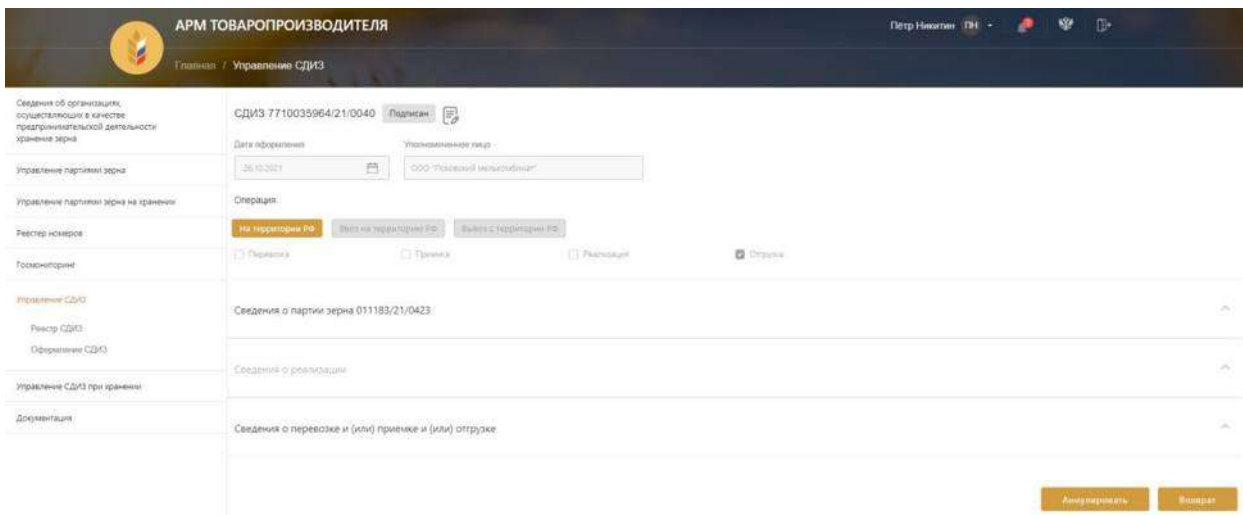 АРМ ТОВАРОПРОИЗВОДИТЕЛЯ
Пётр Никитин ПН
Главная / Управление СДИЗ
Сведения об организациях,
осуществляющих в качестве
предпринимательской деятельности
хранение зерна
Управление партиями зерна
Управление партиями зерна на хранении
Реестр номеров
Госмониторинг
Управление СДИЗ
Реестр СДИЗ
Оформление СДИЗ
Управление СДИЗ при хранении
Документация
СДИЗ 7710035964/21/0040 Подписан
Дата оформления Уполномоченное лицо
26.10.2021 ООО
Операция:
На территории РФ Ввоз на территорию РФ Вывоз с территории РФ
Перевозка Приемка Реализация Отгрузка
Сведения о партии зерна 011183/21/0423
Сведения о реализации
Сведения о перевозке и (или) приемке и (или) отгрузке
Аннулировать Возврат